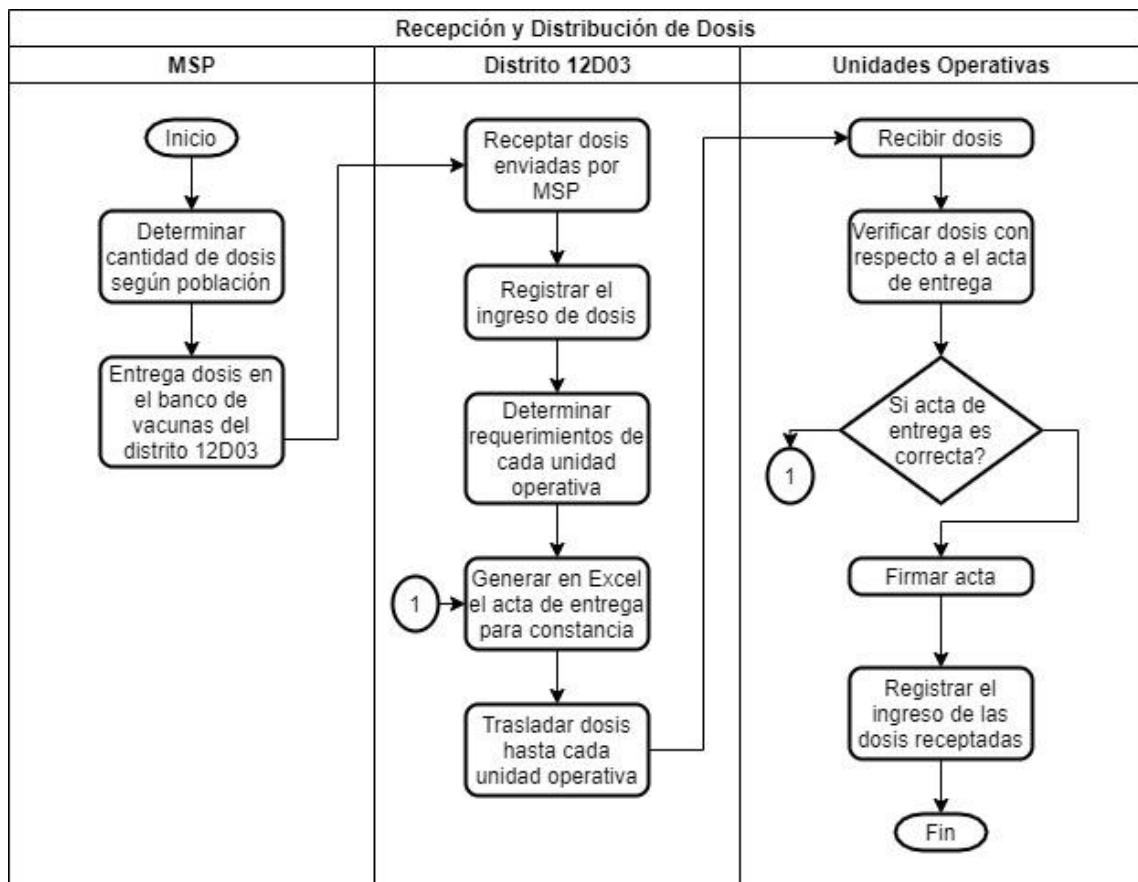 Recepción y Distribución de Dosis
MSP
Distrito 12D03
Unidades Operativas
Inicio
Determinar
cantidad de dosis
según población
Entrega dosis en
el banco de
vacunas del
distrito 12D03
Receptar dosis
enviadas por
MSP
Registrar el
ingreso de dosis
Determinar
requerimientos de
cada unidad
operativa
1
Generar en Excel
el acta de entrega
para constancia
Trasladar dosis
hasta cada
unidad operativa
Recibir dosis
Verificar dosis con
respecto a el acta
de entrega
Si acta de
entrega es
correcta?
1
Firmar acta
Registrar el
ingreso de las
dosis receptadas
Fin